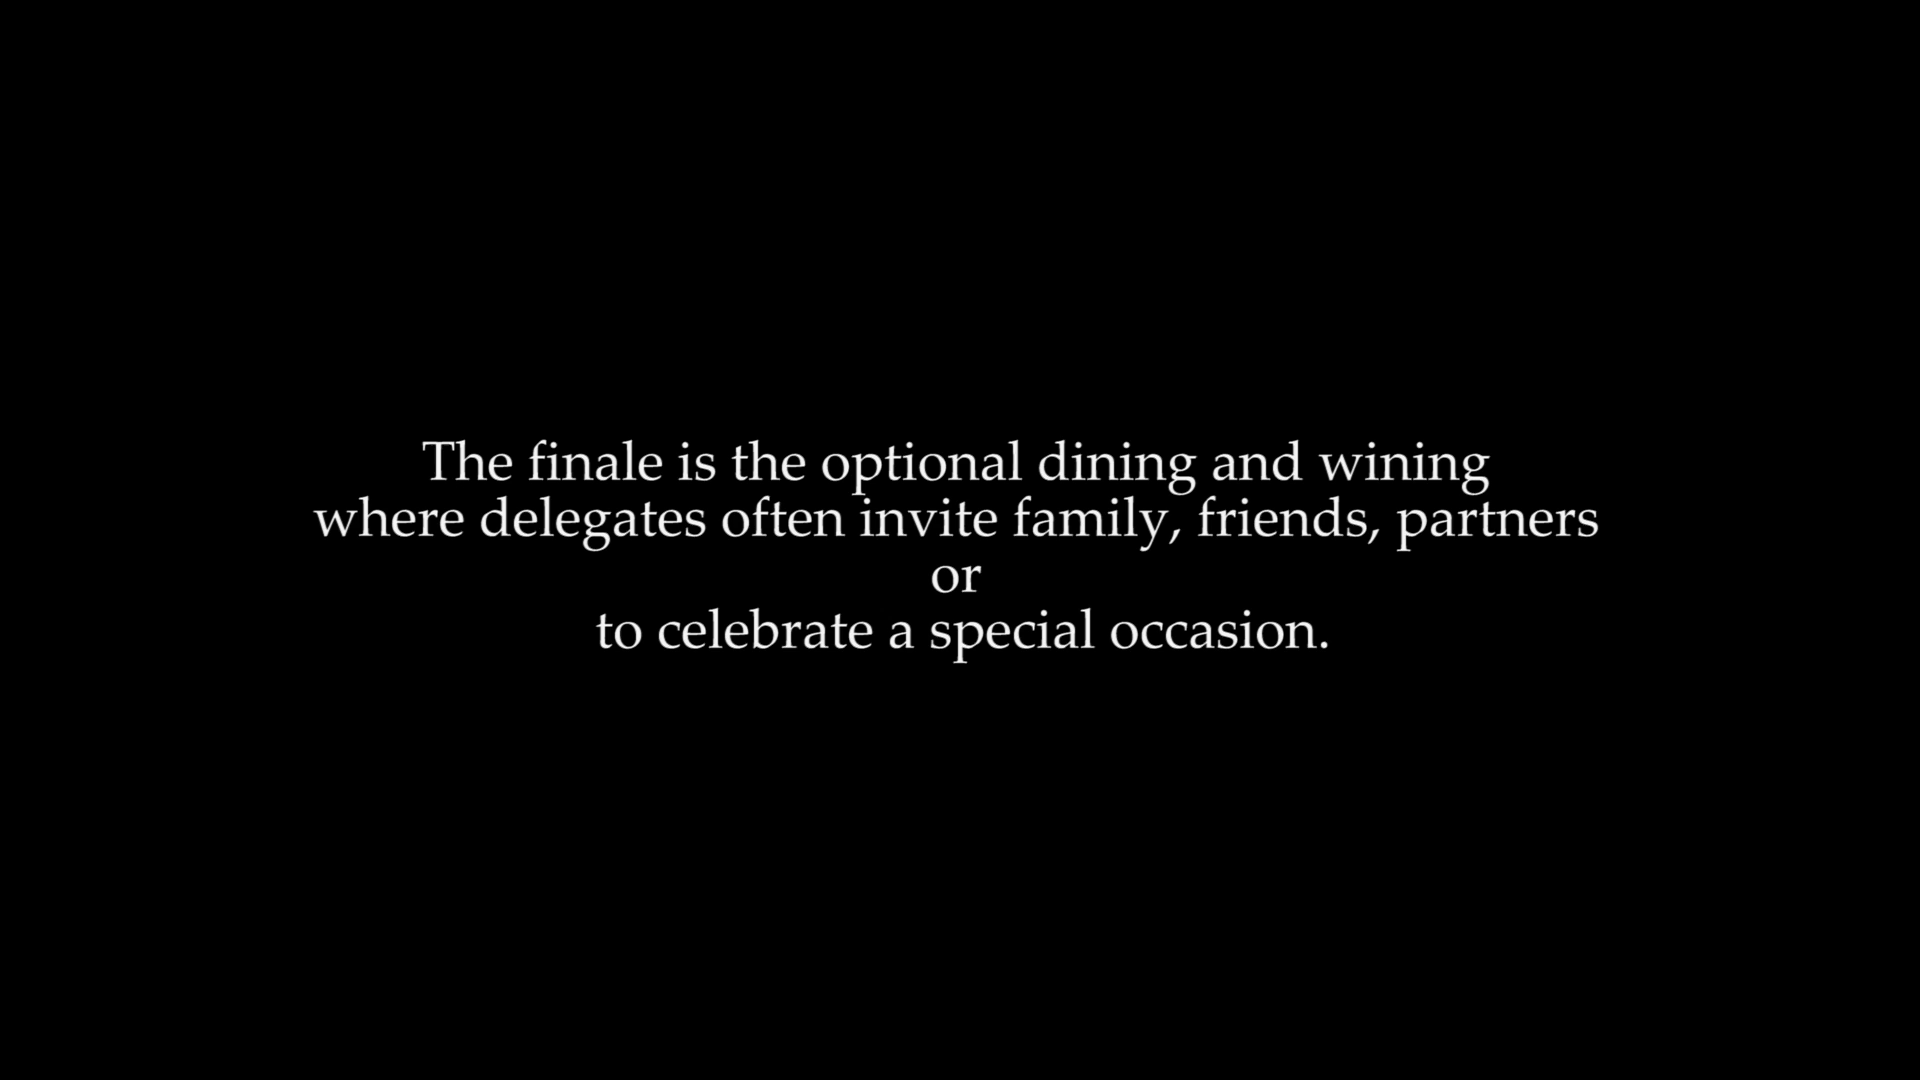 The finale is the optional dining and wining
where delegates often invite family, friends, partners
or
to celebrate a special occasion.